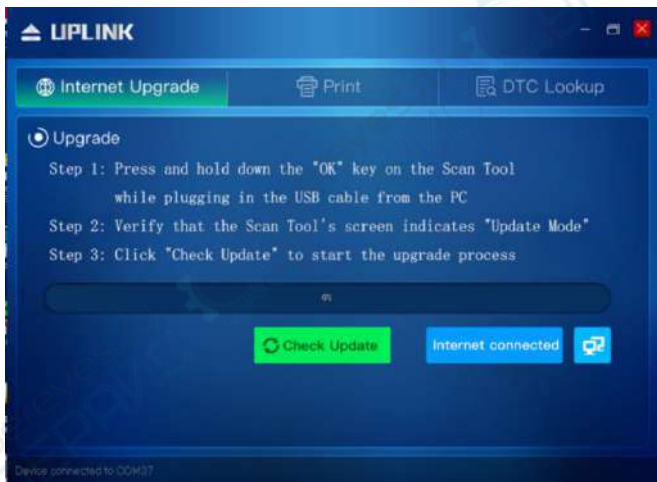 UPLINK
Internet Upgrade
Print
DTC Lookup
Upgrade
Step 1: Press and hold down the "OK" key on the Scan Tool
while plugging in the USB cable from the PC
Step 2: Verify that the Scan Tool's screen indicates "Update Mode"
Step 3: Click "Check Update" to start the upgrade process
0%
Check Update
Internet connected
Device connected to COM37